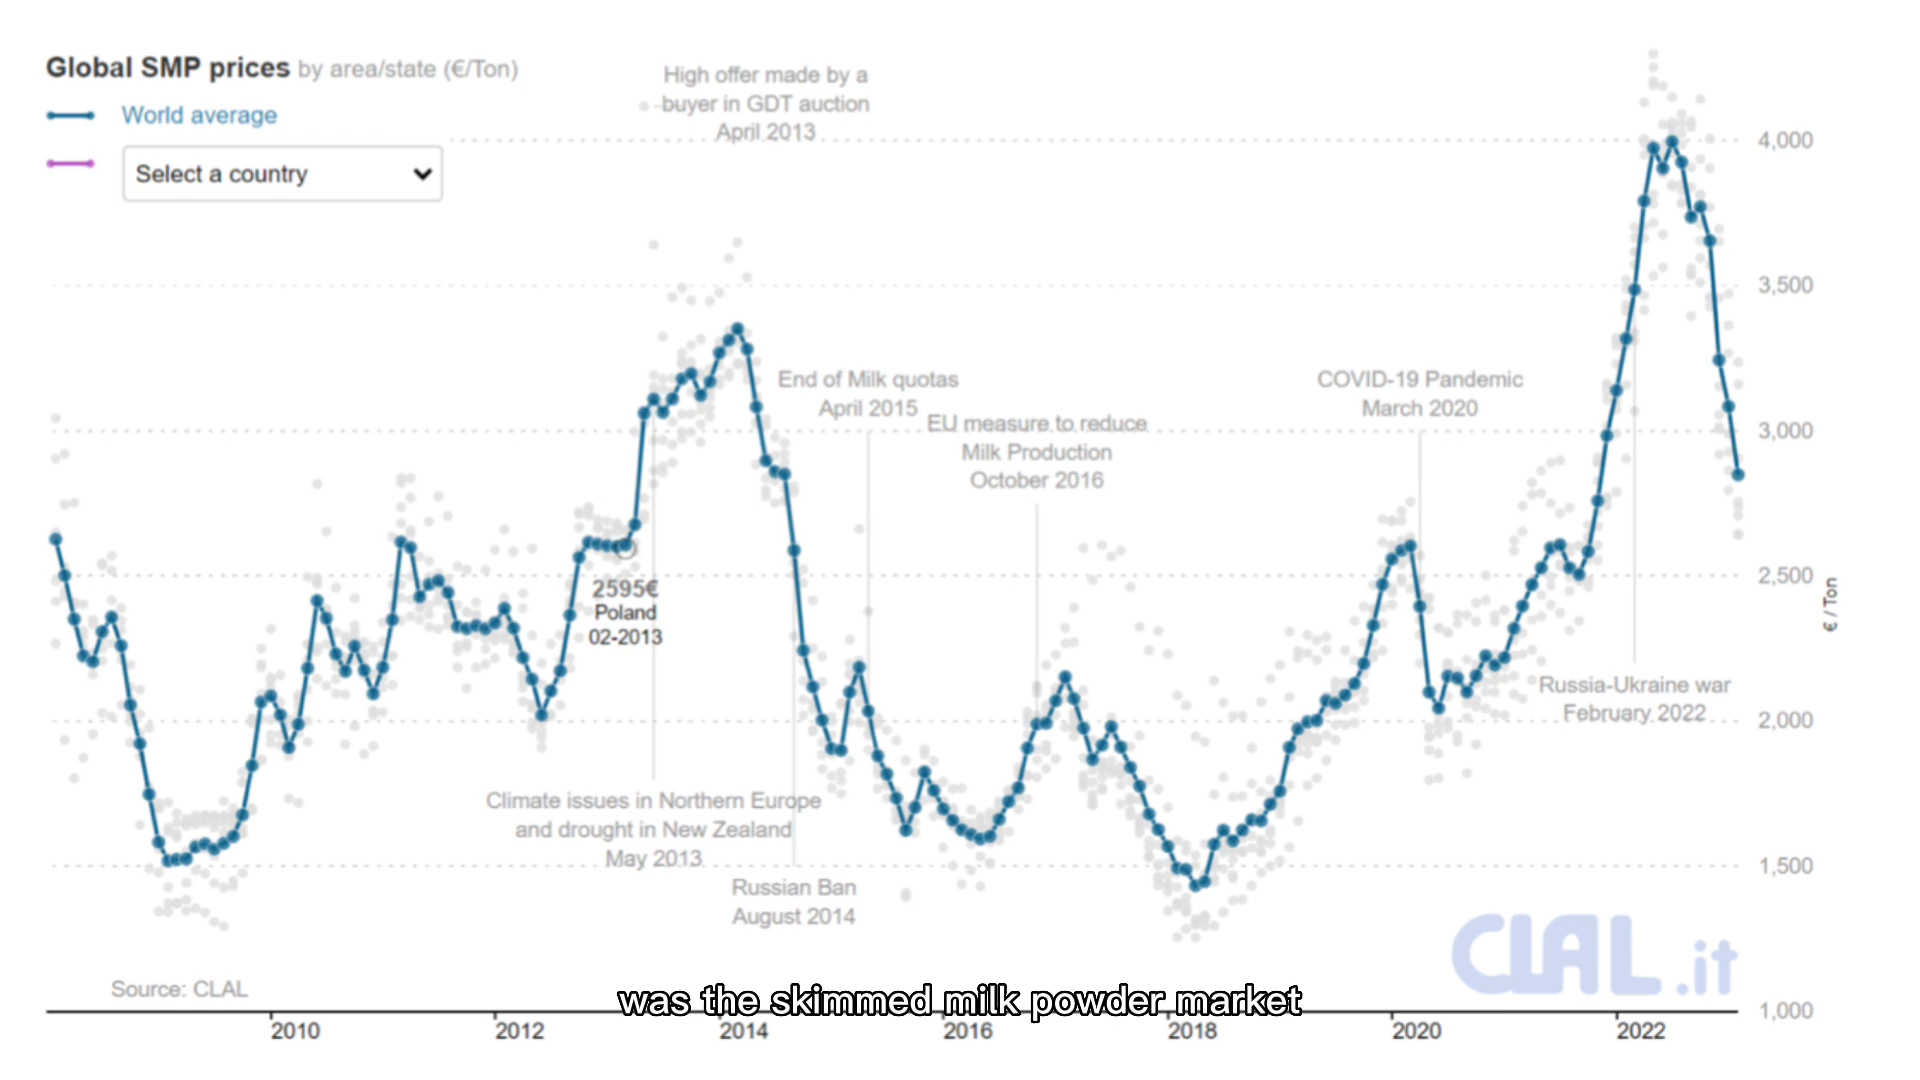 Global SMP prices by area/state (€/Ton)
World average
Select a country
High offer made by a
buyer in GDT auction
April 2013
4,000
3,500
End of Milk quotas
April 2015
COVID-19 Pandemic
March 2020
EU measure to reduce
Milk Production
October 2016
3,000
2,500
€ / Ton
2595€
Poland
02-2013
Russia-Ukraine war
February 2022
2,000
Climate issues in Northern Europe
and drought in New Zealand
May 2013
1,500
Russian Ban
August 2014
CLAL.it
Source: CLAL
was the skimmed milk powder market
1,000
2010
2012
2014
2016
2018
2020
2022